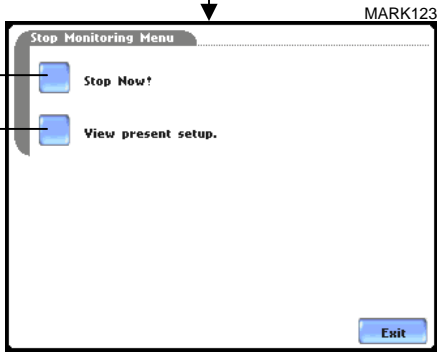 MARK123
Stop Monitoring Menu
Stop Now?
View present setup.
Exit